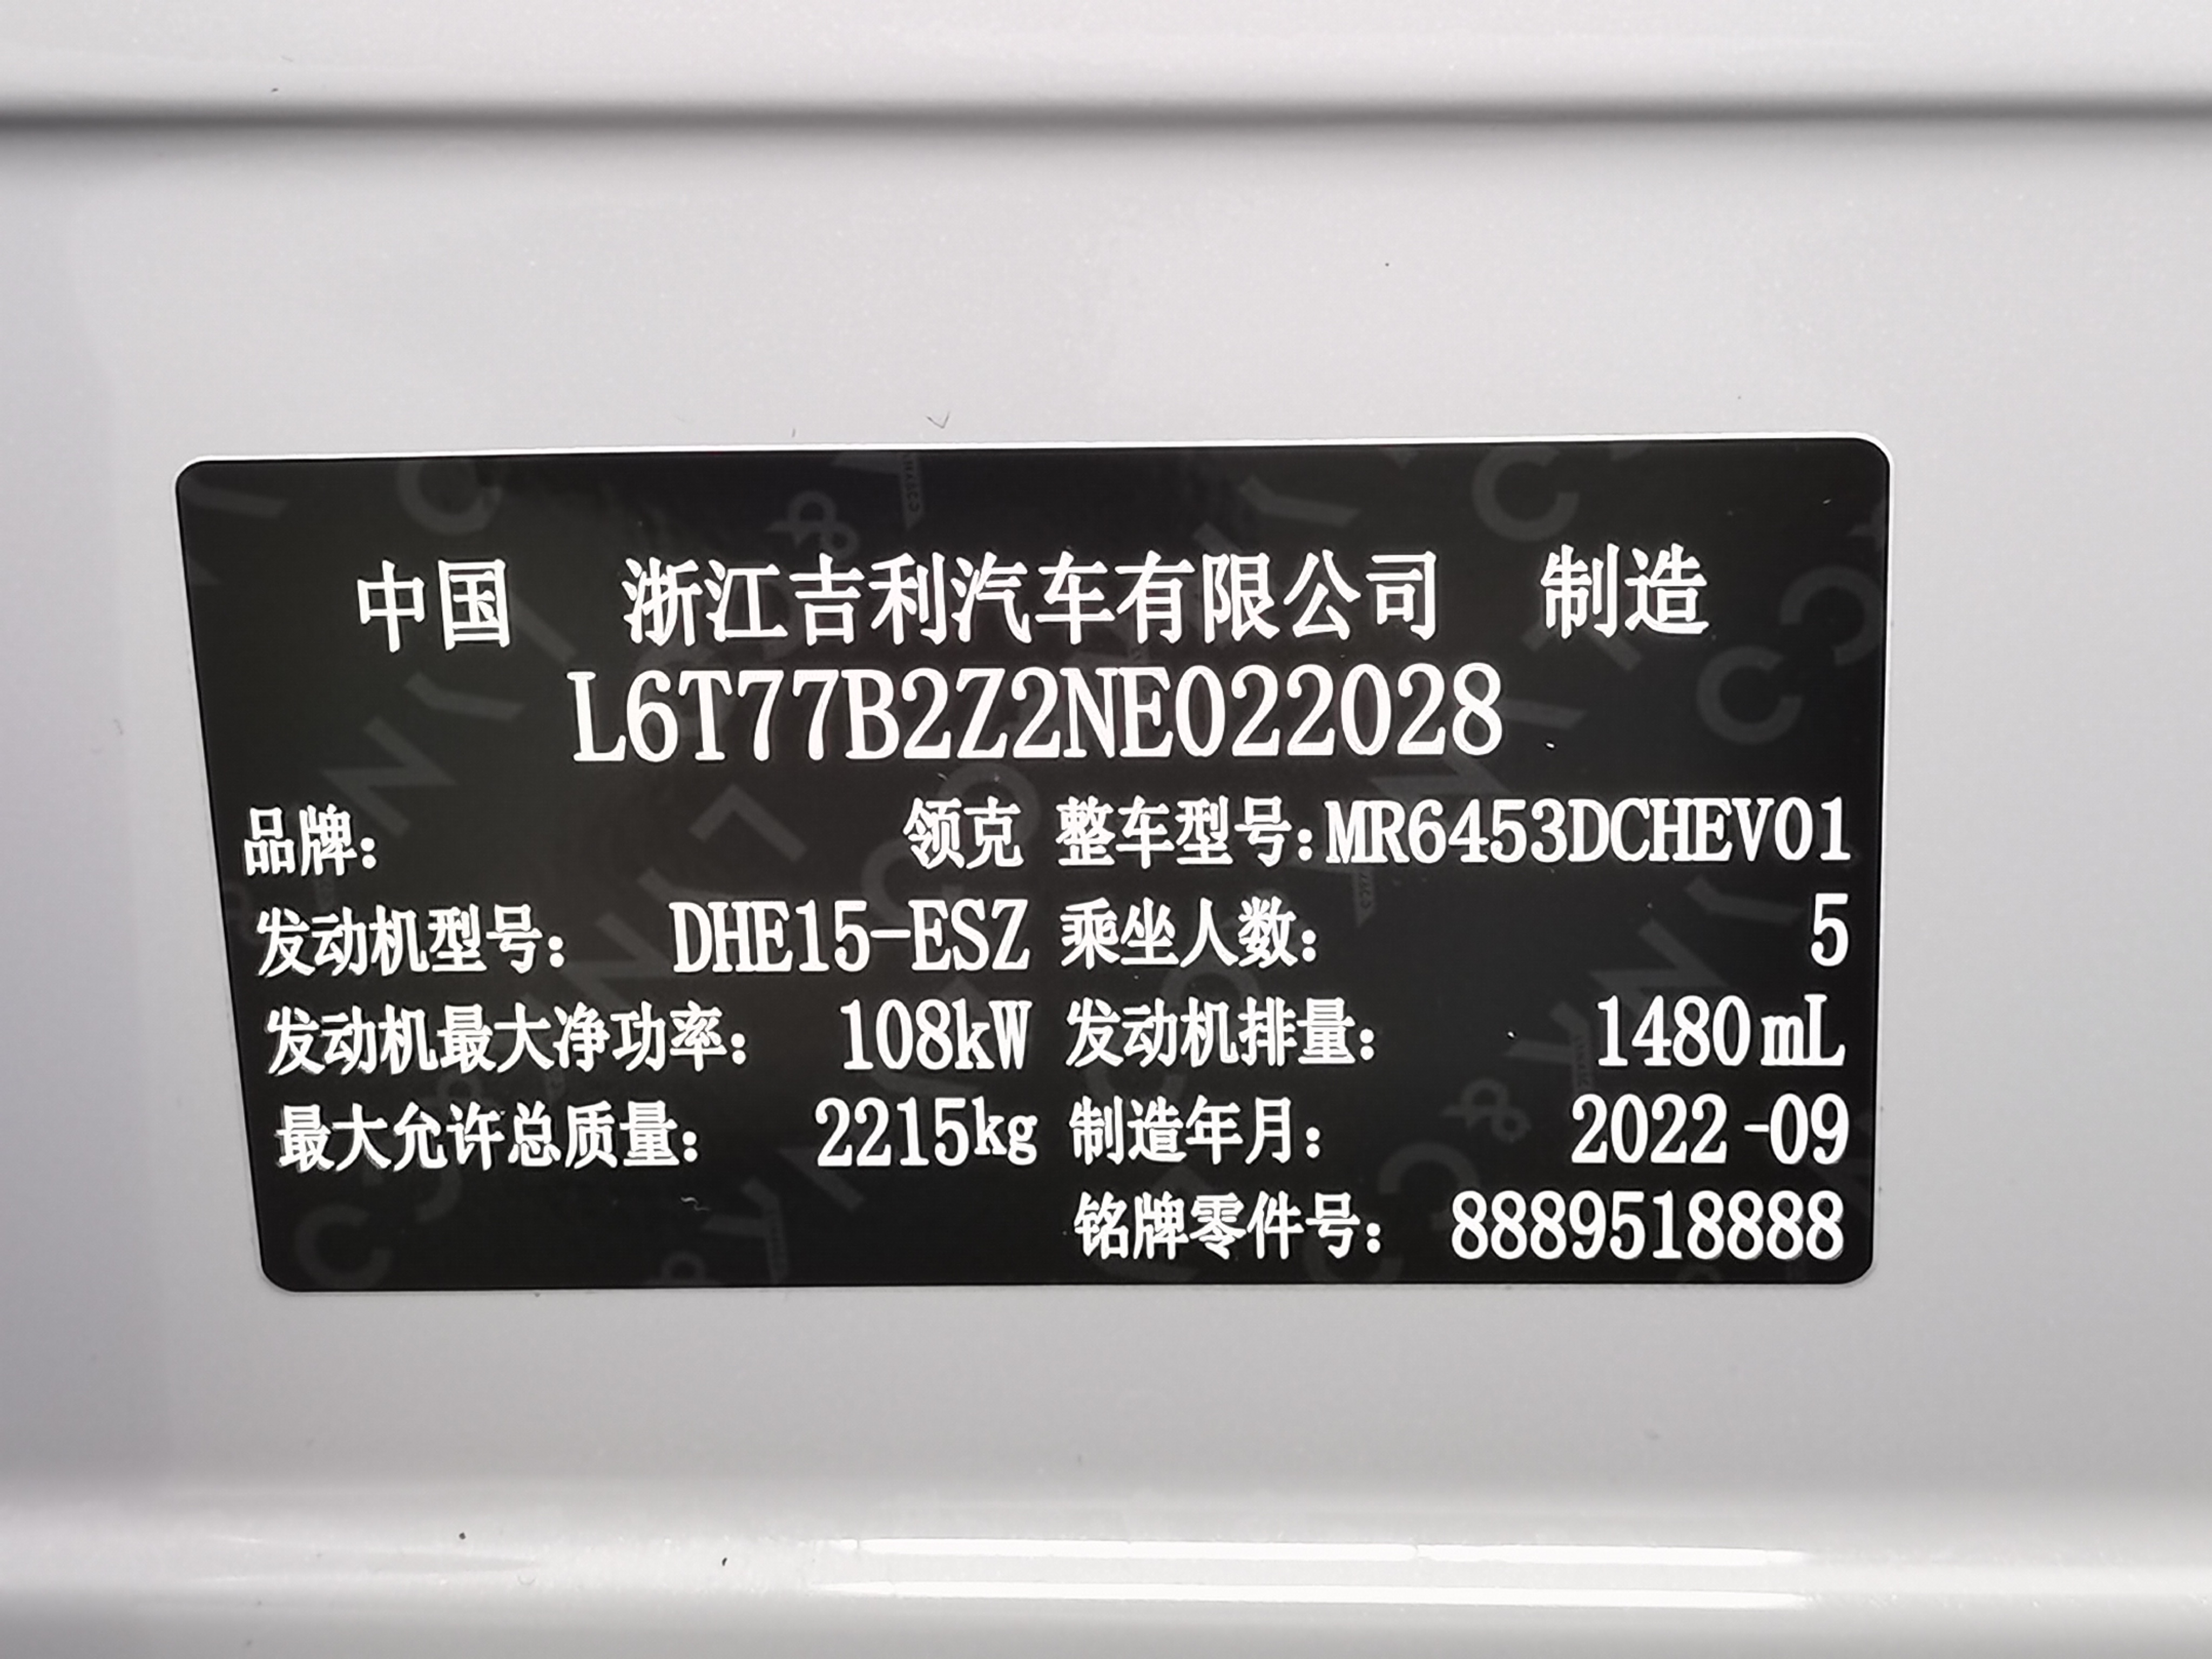 中国 浙江吉利汽车有限公司 制造
L6T77B2Z2NE022028
品牌: 领克 整车型号:MR6453DCHEV01
发动机型号: DHE15-ESZ 乘坐人数: 5
发动机最大净功率: 108kW 发动机排量: 1480mL
最大允许总质量: 2215kg 制造年月: 2022-09
铭牌零件号: 8889518888